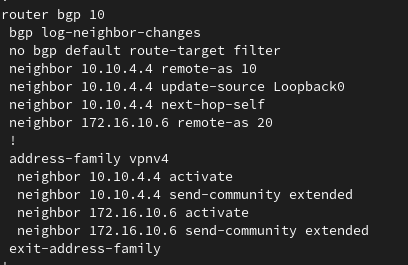 router bgp 10
 bgp log-neighbor-changes
 no bgp default route-target filter
 neighbor 10.10.4.4 remote-as 10
 neighbor 10.10.4.4 update-source Loopback0
 neighbor 10.10.4.4 next-hop-self
 neighbor 172.16.10.6 remote-as 20
 !
 address-family vpnv4
  neighbor 10.10.4.4 activate
  neighbor 10.10.4.4 send-community extended
  neighbor 172.16.10.6 activate
  neighbor 172.16.10.6 send-community extended
 exit-address-family